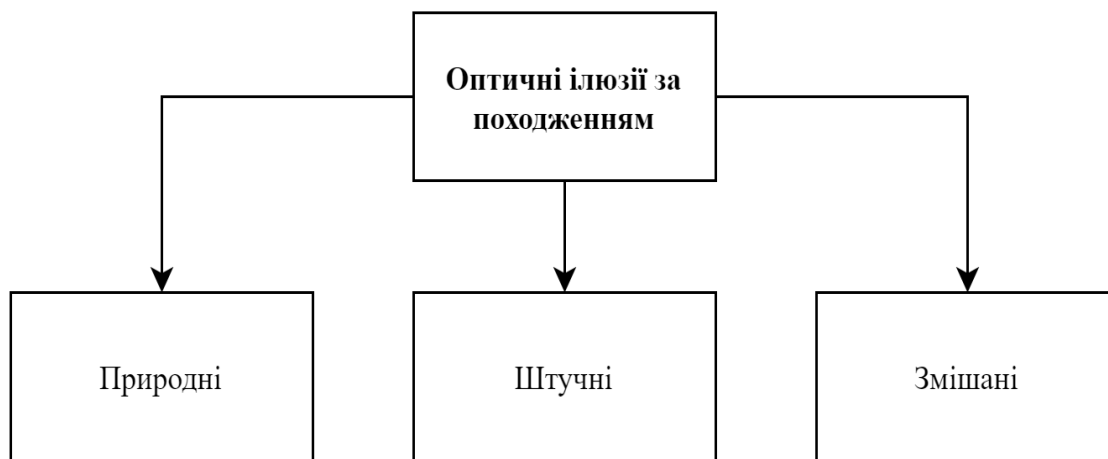 Оптичні ілюзії за
походженням
Природні
Штучні
Змішані